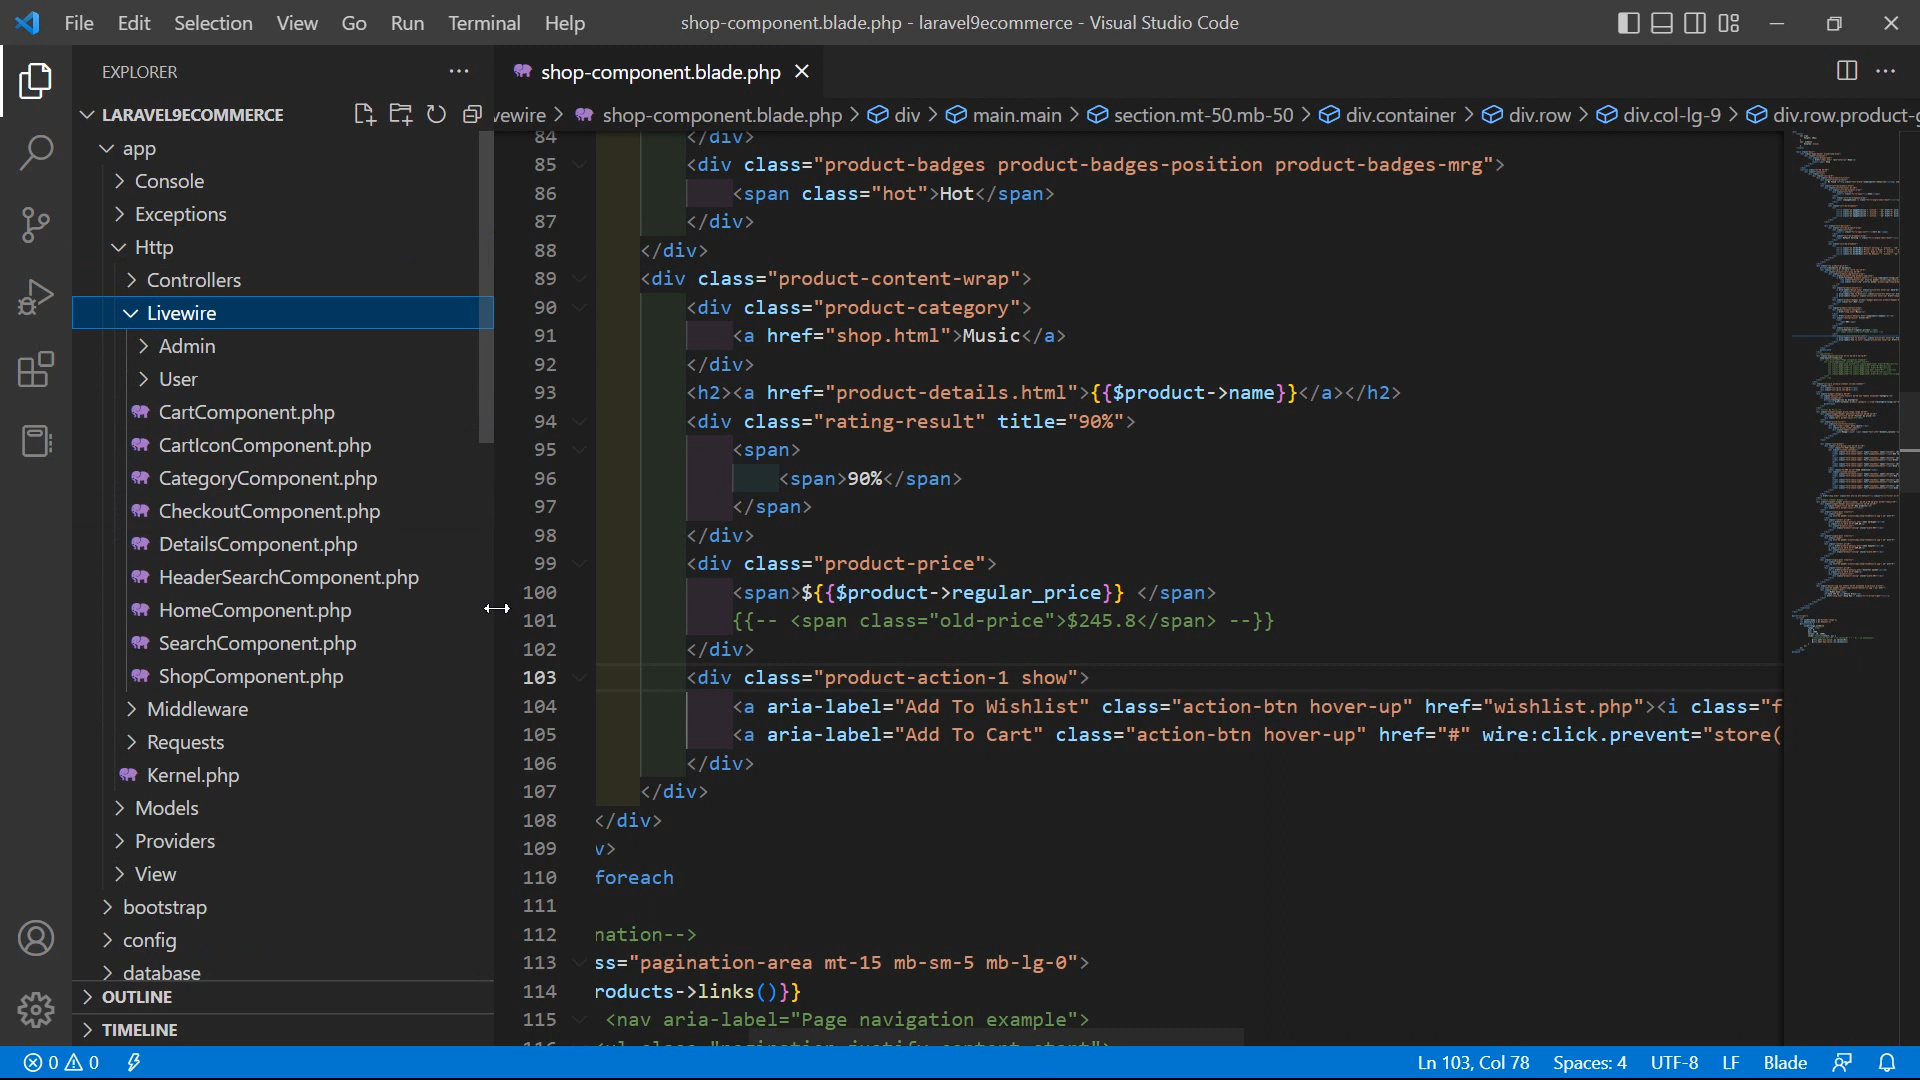 File Edit Selection View Go Run Terminal Help
shop-component.blade.php - laravel9ecommerce - Visual Studio Code
EXPLORER
LARAVEL9ECOMMERCE
app
Console
Exceptions
Http
Controllers
Livewire
Admin
User
CartComponent.php
CartIconComponent.php
CategoryComponent.php
CheckoutComponent.php
DetailsComponent.php
HeaderSearchComponent.php
HomeComponent.php
SearchComponent.php
ShopComponent.php
Middleware
Requests
Kernel.php
Models
Providers
View
bootstrap
config
database
OUTLINE
TIMELINE
shop-component.blade.php
vewire > shop-component.blade.php > div > main.main > section.mt-50.mb-50 > div.container > div.row > div.col-lg-9 > div.row.product-g
84 </div>
85 <div class="product-badges product-badges-position product-badges-mrg">
86 <span class="hot">Hot</span>
87 </div>
88 </div>
89 <div class="product-content-wrap">
90 <div class="product-category">
91 <a href="shop.html">Music</a>
92 </div>
93 <h2><a href="product-details.html">{{$product->name}}</a></h2>
94 <div class="rating-result" title="90%">
95 <span>
96 <span>90%</span>
97 </span>
98 </div>
99 <div class="product-price">
100 <span>${{$product->regular_price}} </span>
101 {{-- <span class="old-price">$245.8</span> --}}
102 </div>
103 <div class="product-action-1 show">
104 <a aria-label="Add To Wishlist" class="action-btn hover-up" href="wishlist.php"><i class="f
105 <a aria-label="Add To Cart" class="action-btn hover-up" href="#" wire:click.prevent="store(
106 </div>
107 </div>
108 </div>
109 v>
110 foreach
111
112 nation-->
113 ss="pagination-area mt-15 mb-sm-5 mb-lg-0">
114 roducts->links()}}
115 <nav aria-label="Page navigation example">
0 0
Ln 103, Col 78 Spaces: 4 UTF-8 LF Blade